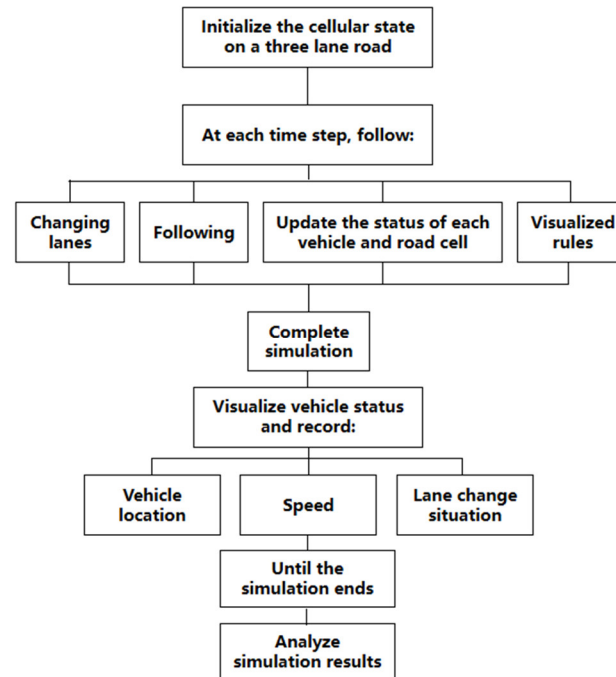 Initialize the cellular state
on a three lane road
At each time step, follow:
Changing
lanes
Following
Update the status of each
vehicle and road cell
Visualized
rules
Complete
simulation
Visualize vehicle status
and record:
Vehicle
location
Speed
Lane change
situation
Until the
simulation ends
Analyze
simulation results